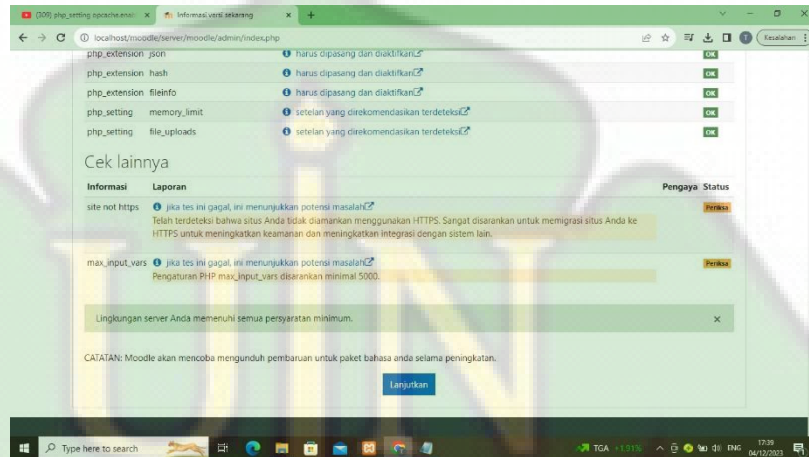 (309) php_setting opcache.enabl
Informasi versi sekarang
localhost/moodle/server/moodle/admin/index.php
Kesalahan
php_extension json harus dipasang dan diaktifkan OK
php_extension hash harus dipasang dan diaktifkan OK
php_extension fileinfo harus dipasang dan diaktifkan OK
php_setting memory_limit setelan yang direkomendasikan terdeteksi OK
php_setting file_uploads setelan yang direkomendasikan terdeteksi OK
Cek lainnya
Informasi Laporan Pengaya Status
site not https jika tes ini gagal, ini menunjukkan potensi masalah Periksa
Telah terdeteksi bahwa situs Anda tidak diamankan menggunakan HTTPS. Sangat disarankan untuk memigrasi situs Anda ke
HTTPS untuk meningkatkan keamanan dan meningkatkan integrasi dengan sistem lain.
max_input_vars jika tes ini gagal, ini menunjukkan potensi masalah Periksa
Pengaturan PHP max_input_vars disarankan minimal 5000.
Lingkungan server Anda memenuhi semua persyaratan minimum.
CATATAN: Moodle akan mencoba mengunduh pembaruan untuk paket bahasa anda selama peningkatan.
Lanjutkan
UIN
Type here to search TGA +1.91% ENG 17:39
04/12/2023